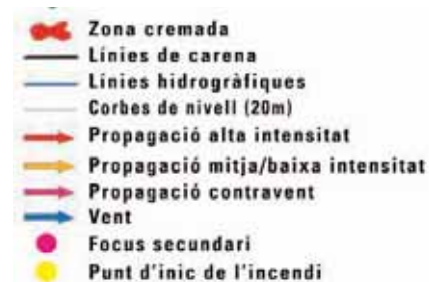 Zona cremada
Línies de carena
Línies hidrogràfiques
Corbes de nivell (20m)
Propagació alta intensitat
Propagació mitja/baixa intensitat
Propagació contravent
Vent
Focus secundari
Punt d'inic de l'incendi